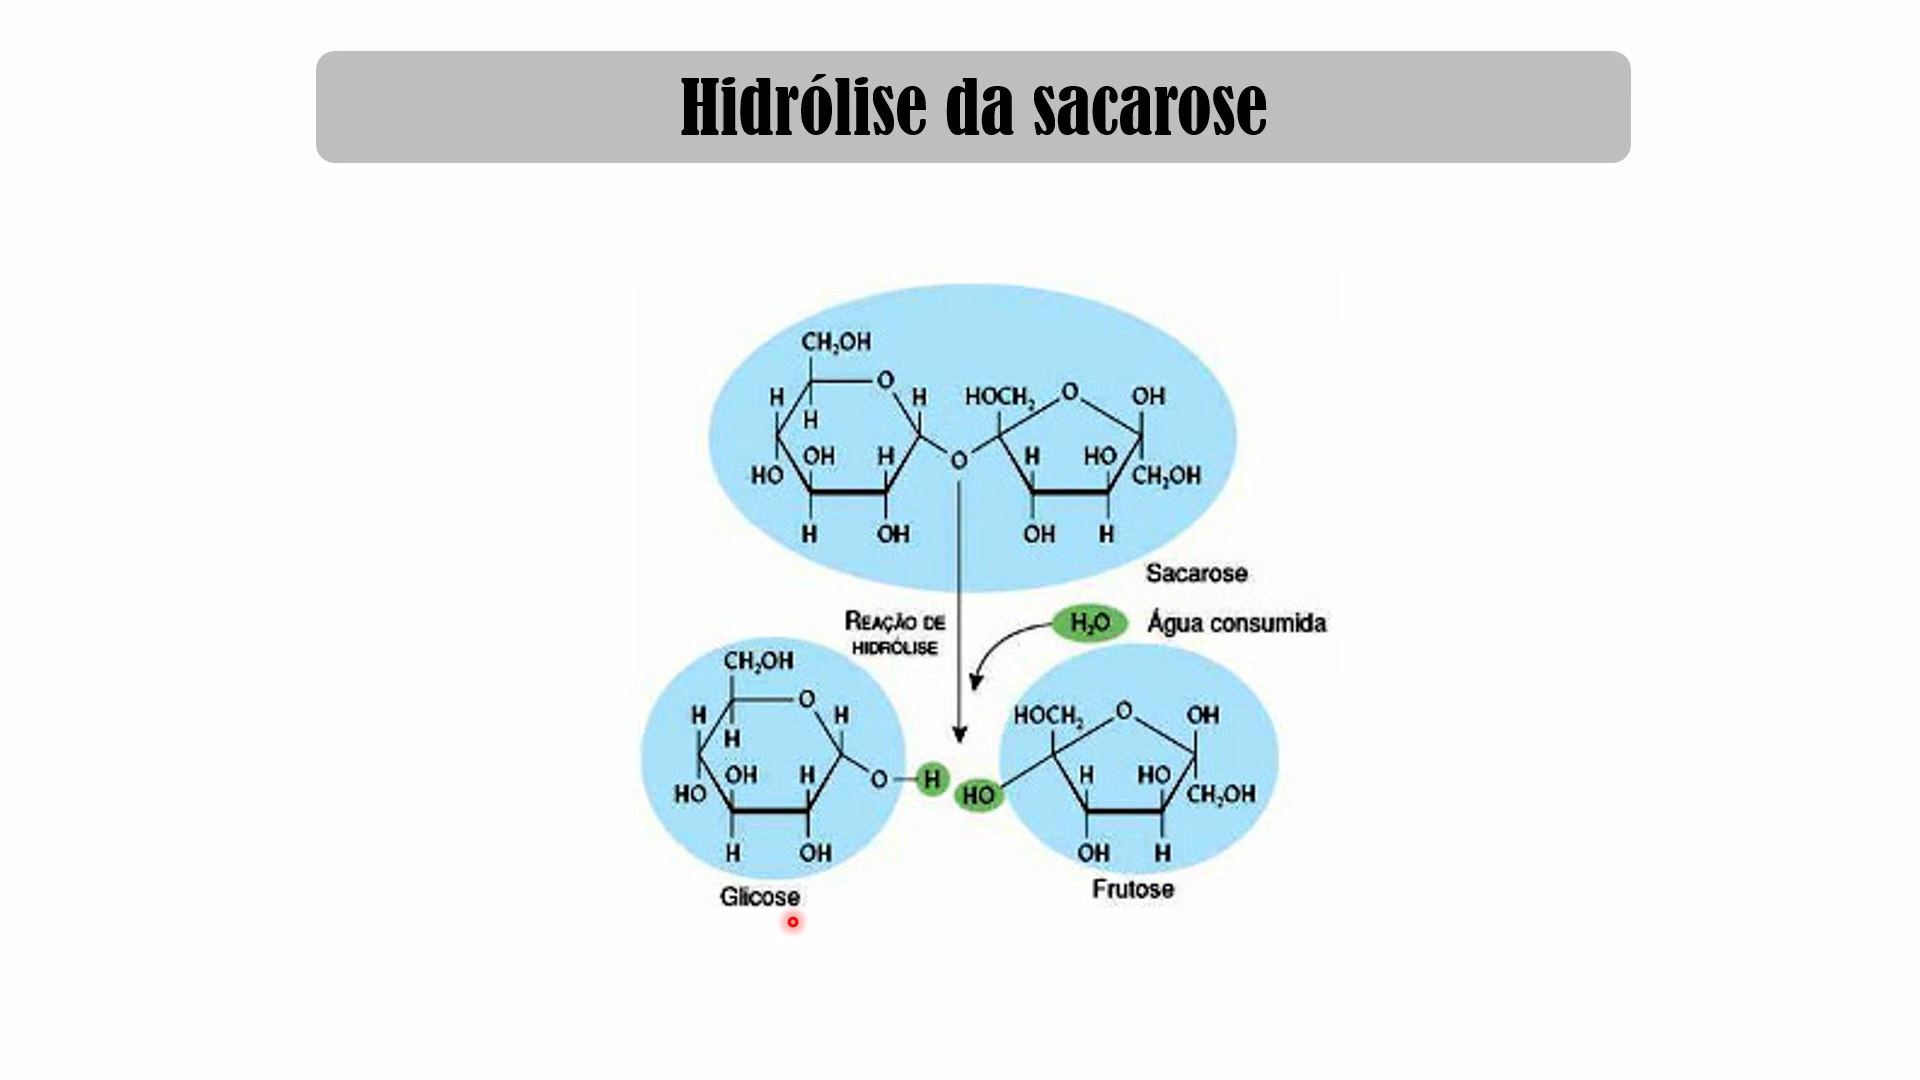 Hidrólise da sacarose
CH₂OH
O
H
H
HOCH₂
O
OH
H
OH
H
O
H
HO
HO
CH₂OH
H
OH
OH
H
Sacarose
REAÇÃO DE
HIDRÓLISE
H₂O
Água consumida
CH₂OH
O
H
H
H
OH
H
HO
O
H
H
OH
Glicose
HOCH₂
O
OH
H
HO
HO
CH₂OH
OH
H
Frutose